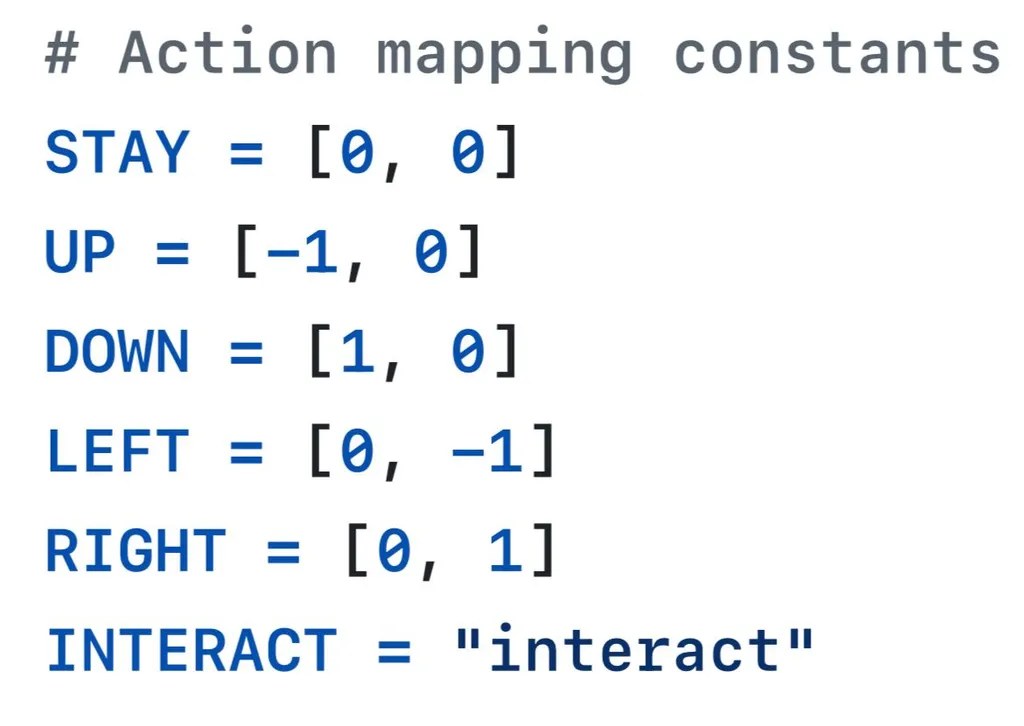 # Action mapping constants
STAY = [0, 0]
UP = [-1, 0]
DOWN = [1, 0]
LEFT = [0, -1]
RIGHT = [0, 1]
INTERACT = "interact"